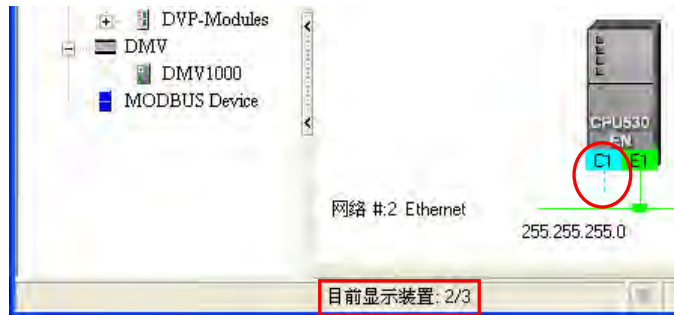 DVP-Modules
DMV
DMV1000
MODBUS Device
CPU530
EN
C1 E1
网络 #:2 Ethernet
255.255.255.0
目前显示装置: 2/3